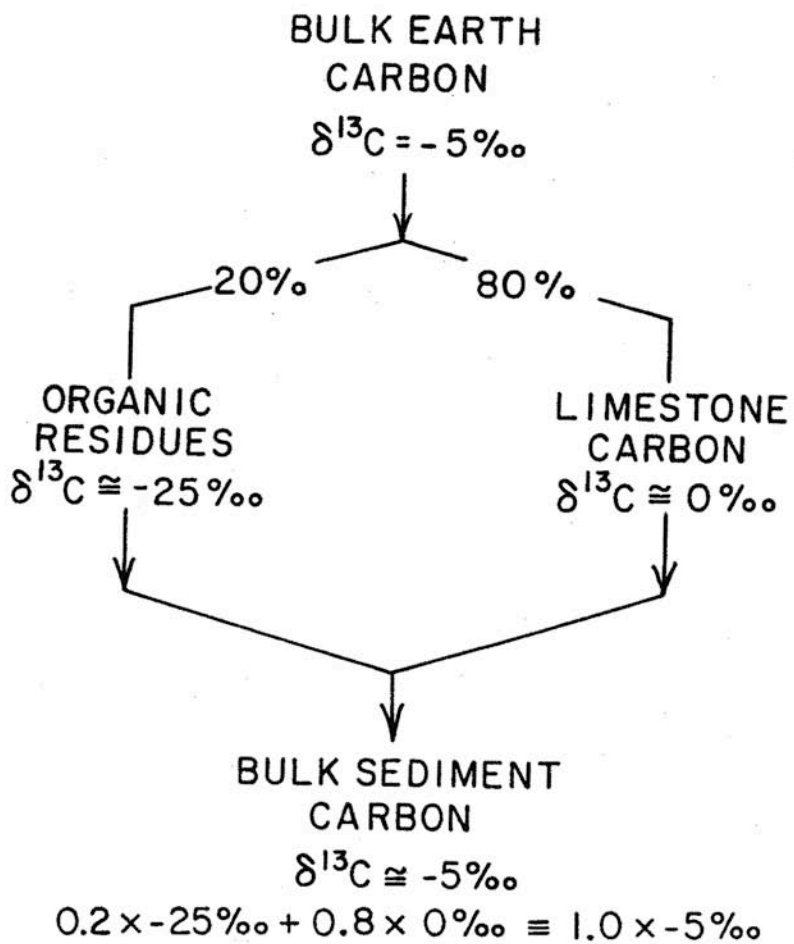 BULK EARTH
CARBON
δ¹³C = -5‰
20%
80%
ORGANIC
RESIDUES
δ¹³C ≅ -25‰
LIMESTONE
CARBON
δ¹³C ≅ 0‰
BULK SEDIMENT
CARBON
δ¹³C ≅ -5‰
0.2 x -25‰ + 0.8 x 0‰ ≡ 1.0 x -5‰